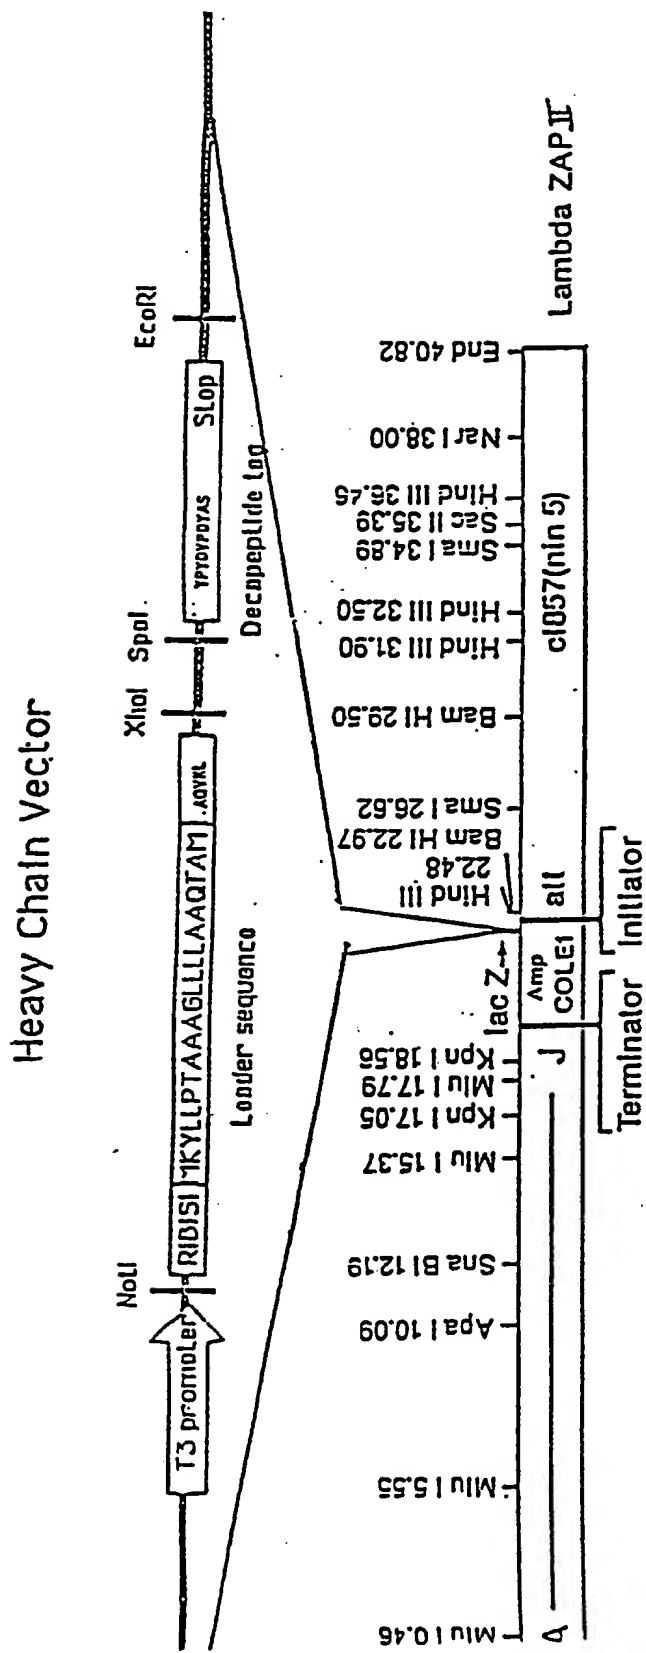 Heavy Chain Vector
NotI
XhoI
SpeI.
EcoRI
T3 promoter
RIBISI
MKYLLPTAAAGLLLLAAQTAM
.AQVKL
YPYDVPDYAS
SLop
Leader sequence
Decapeptide tag
Mlu I 0.46
Mlu I 5.55
Apa I 10.09
Sna BI 12.19
Mlu I 15.37
Kpn I 17.05
Mlu I 17.79
Kpn I 18.56
lac Z
Hind III
22.48
Bam HI 22.97
Sma I 26.62
Bam HI 29.50
Hind III 31.90
Hind III 32.50
Sma I 34.89
Sac II 35.39
Hind III 36.45
Nar I 38.00
End 40.82
A
J
Amp
COLE1
att
cI857(nin 5)
Lambda ZAP II
Terminator
Initiator